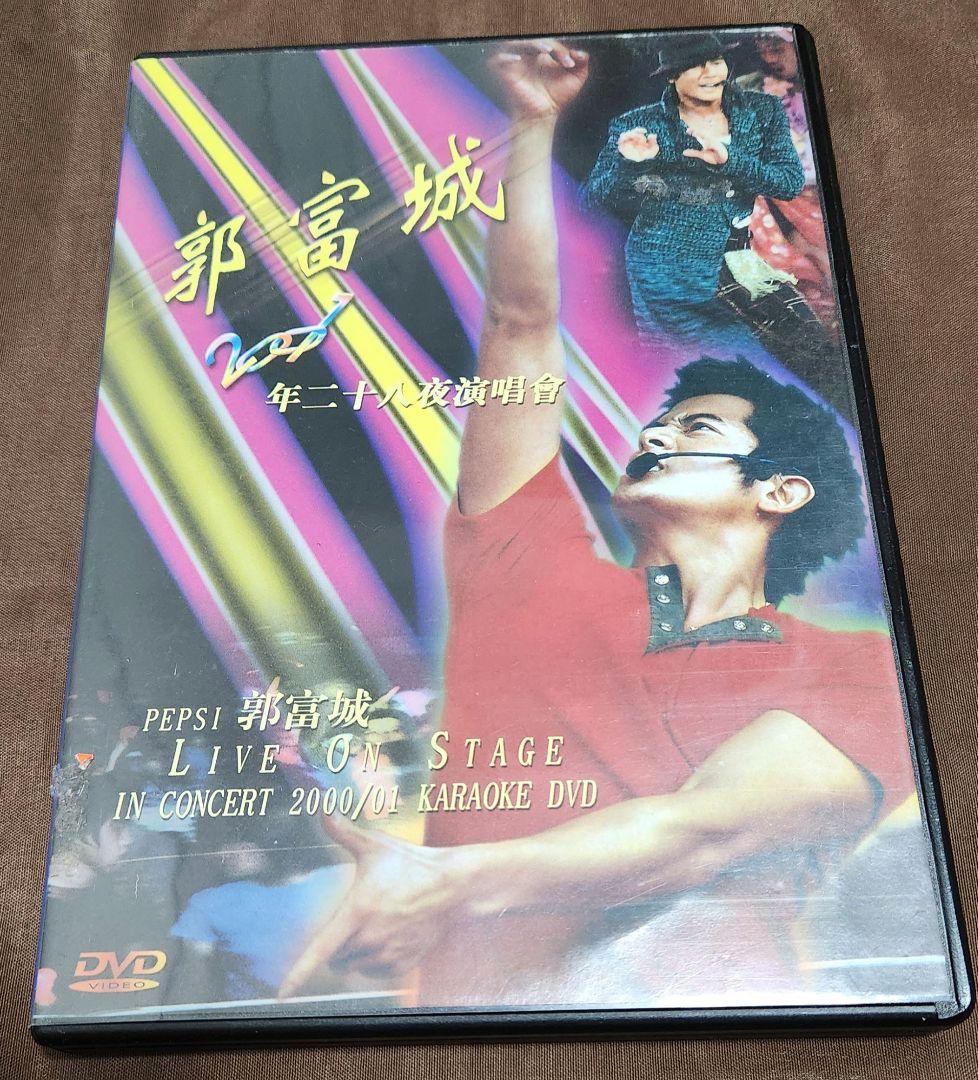 郭富城
2001
年二十八夜演唱會
PEPSI 郭富城
LIVE ON STAGE
IN CONCERT 2000/01 KARAOKE DVD
DVD
VIDEO